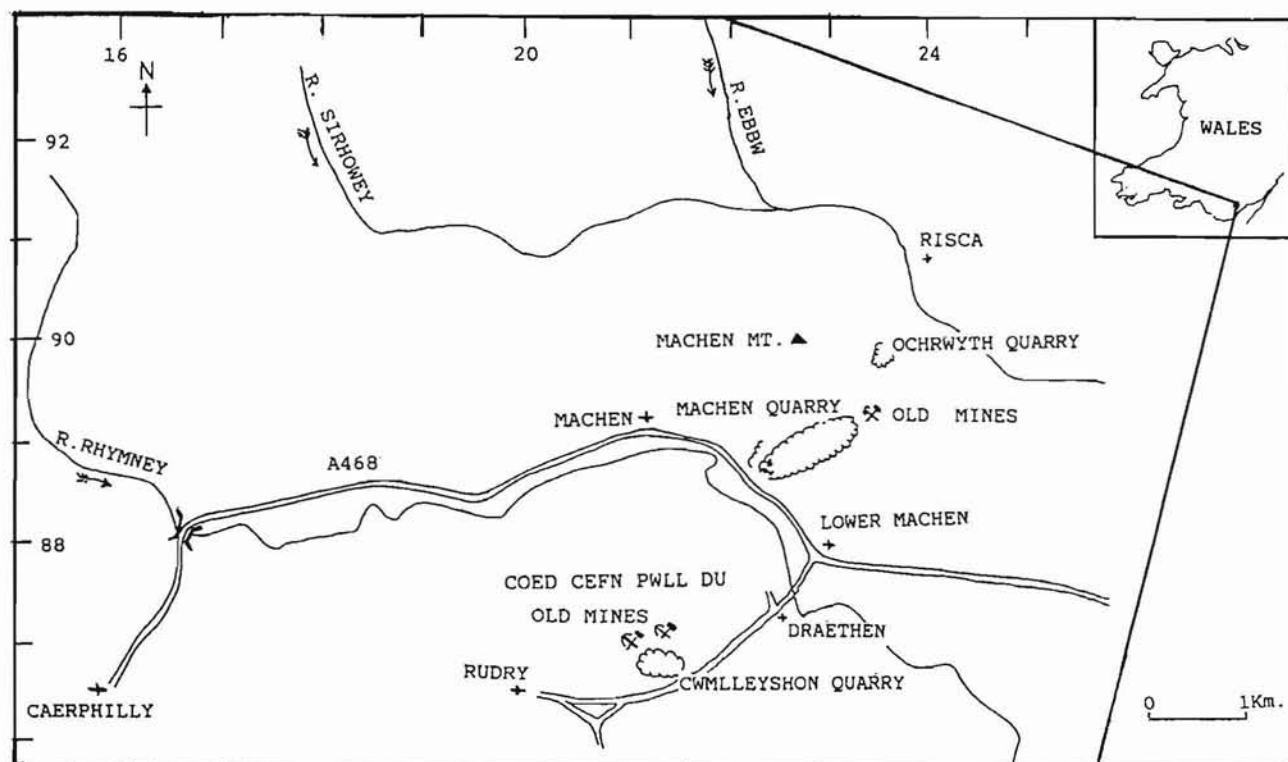 16 20 24
N
92
R. SIRHOWEY
R.EBBW
WALES
RISCA
90
MACHEN MT.
OCHRWYTH QUARRY
MACHEN
MACHEN QUARRY
OLD MINES
R.RHYMNEY
A468
LOWER MACHEN
88
COED CEFN PWLL DU
OLD MINES
DRAETHEN
RUDRY
CWMLLEYSHON QUARRY
CAERPHILLY
0 1Km.